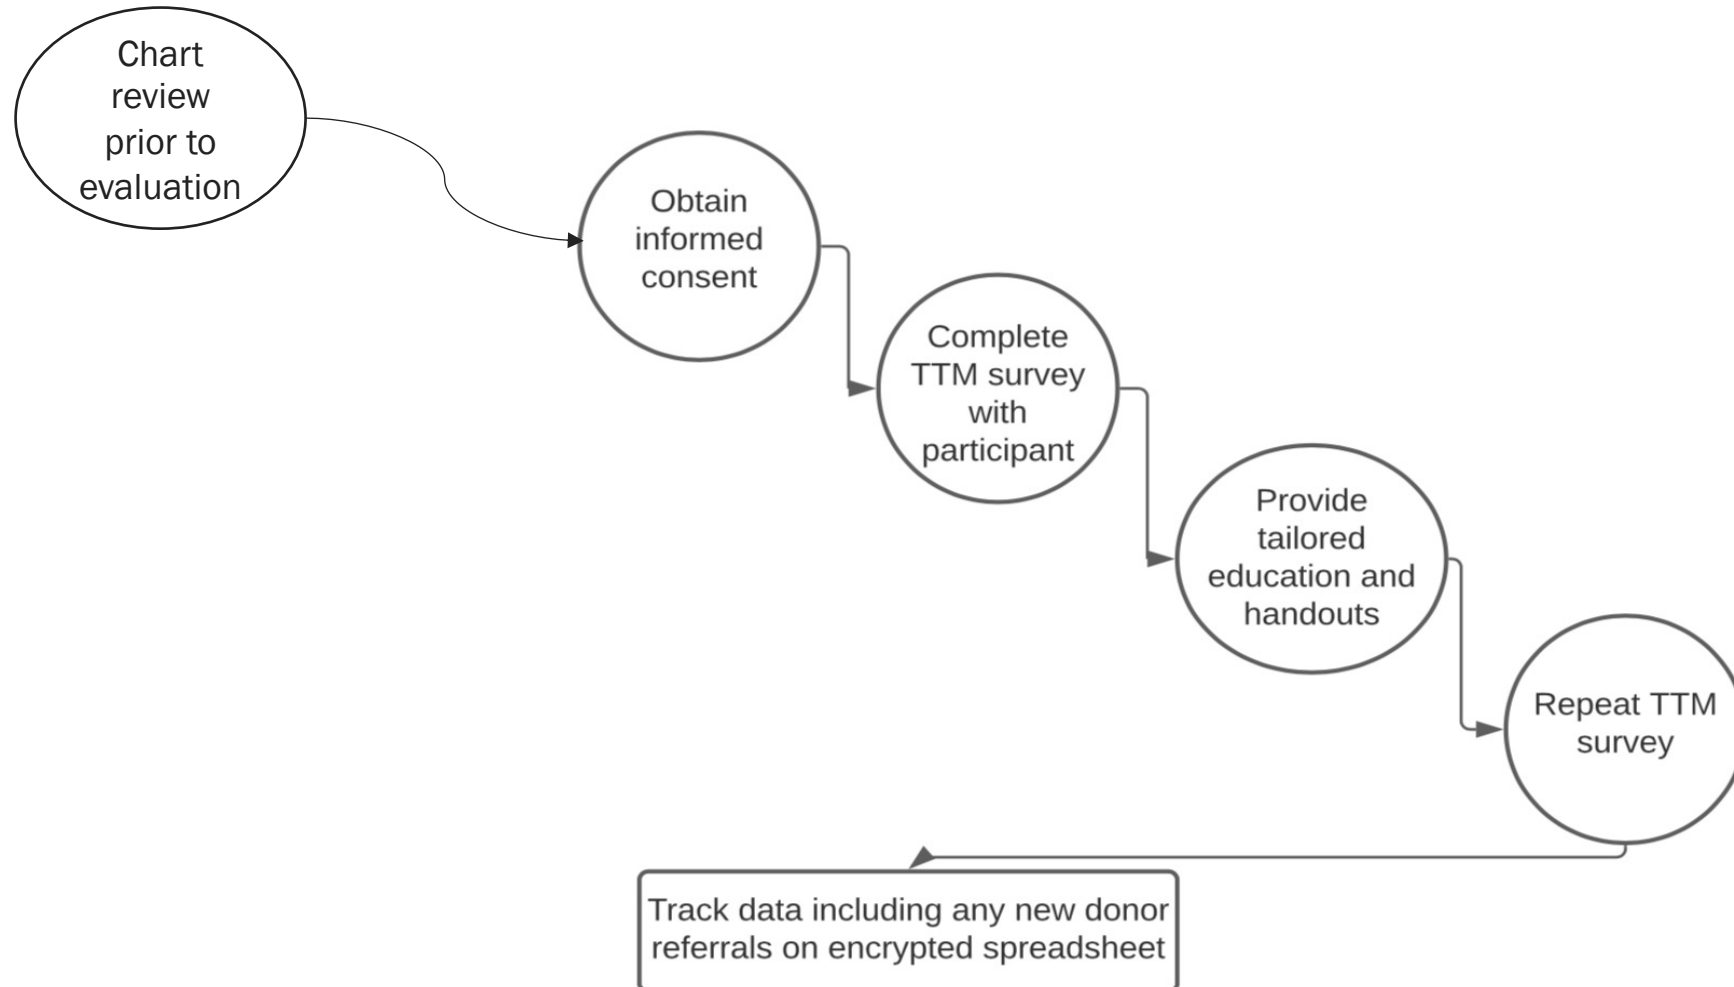 Chart
review
prior to
evaluation
Obtain
informed
consent
Complete
TTM survey
with
participant
Provide
tailored
education and
handouts
Repeat TTM
survey
Track data including any new donor
referrals on encrypted spreadsheet